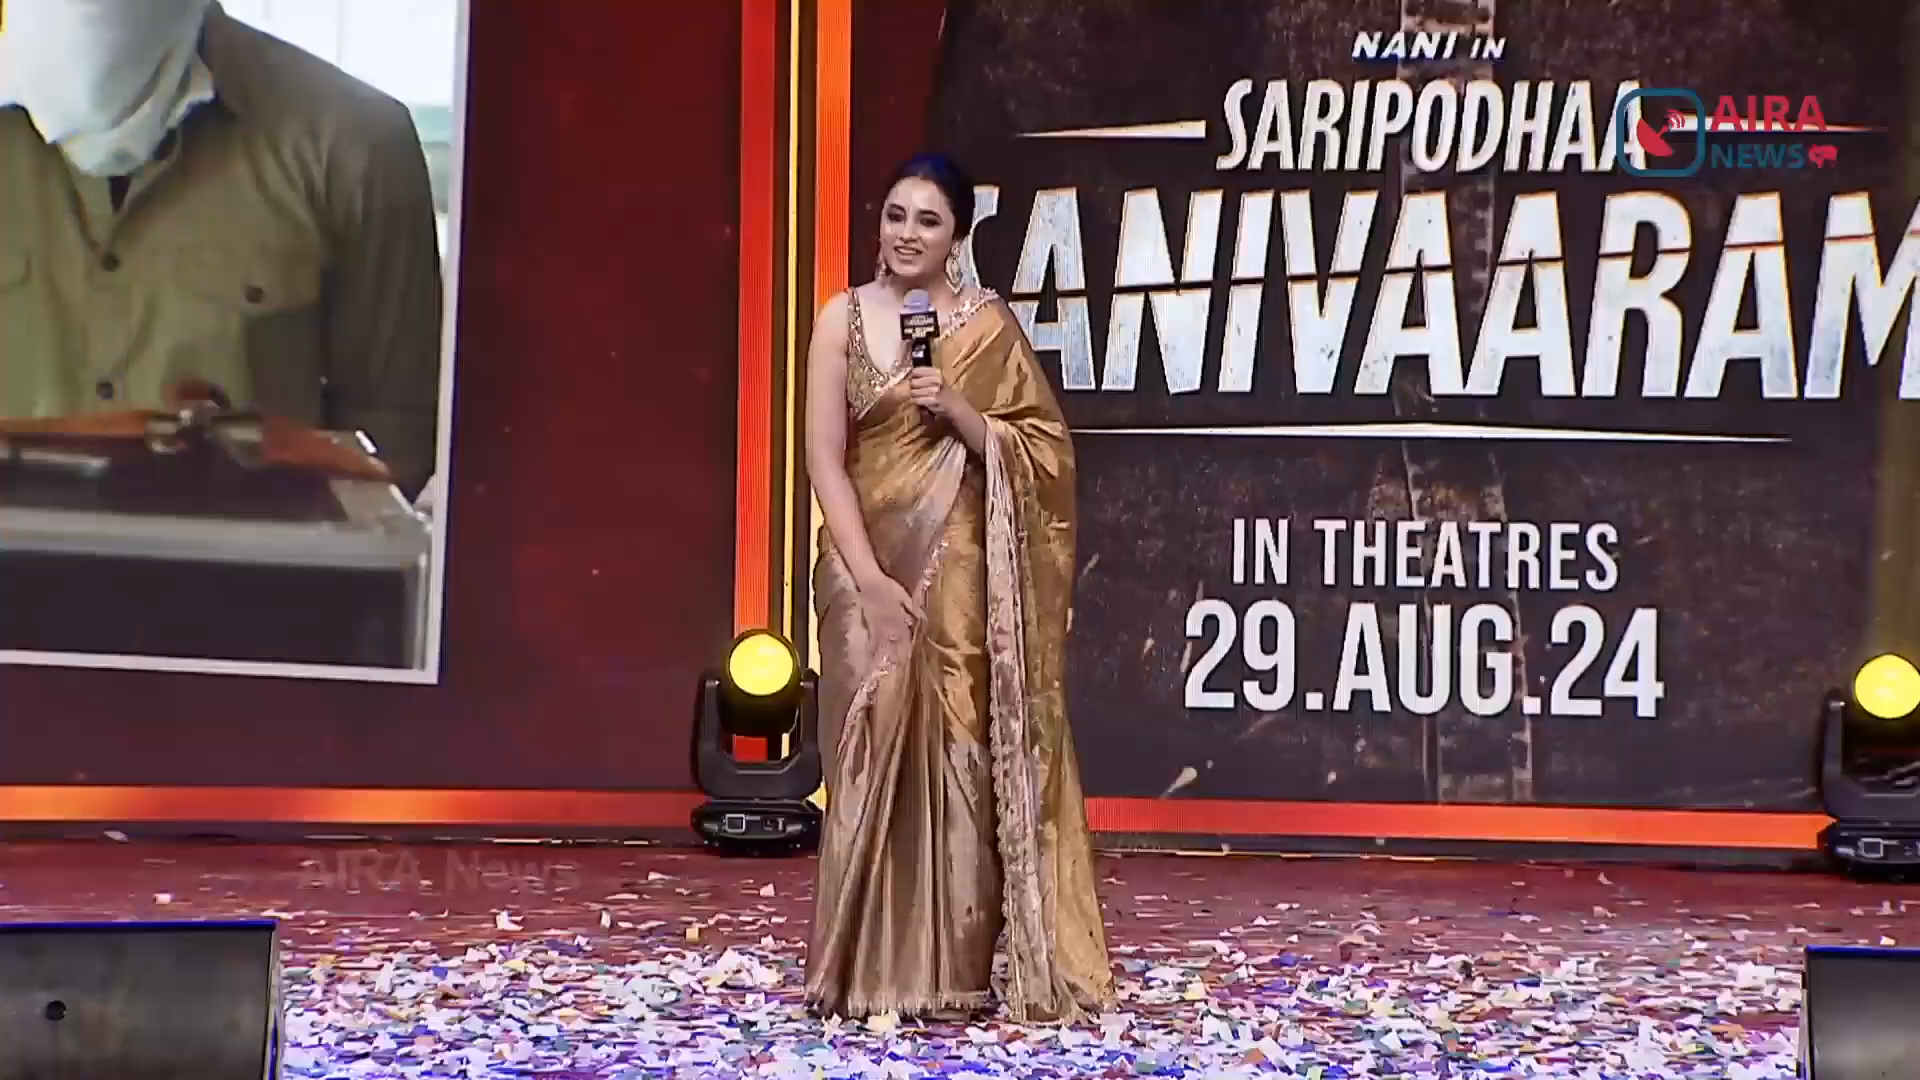 NANI IN
SARIPODHAA
SANIVAARAM
IN THEATRES
29.AUG.24
AIRA
NEWS
AIRA News